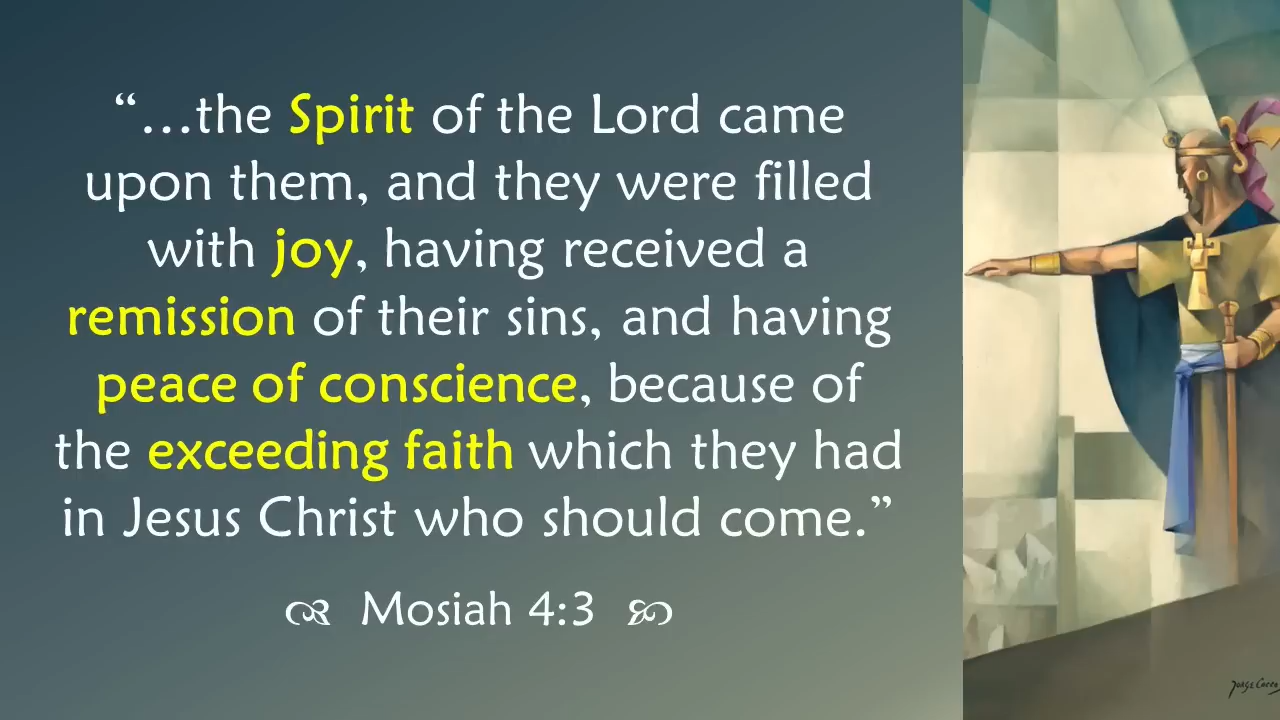 “…the Spirit of the Lord came
upon them, and they were filled
with joy, having received a
remission of their sins, and having
peace of conscience, because of
the exceeding faith which they had
in Jesus Christ who should come.”
Mosiah 4:3